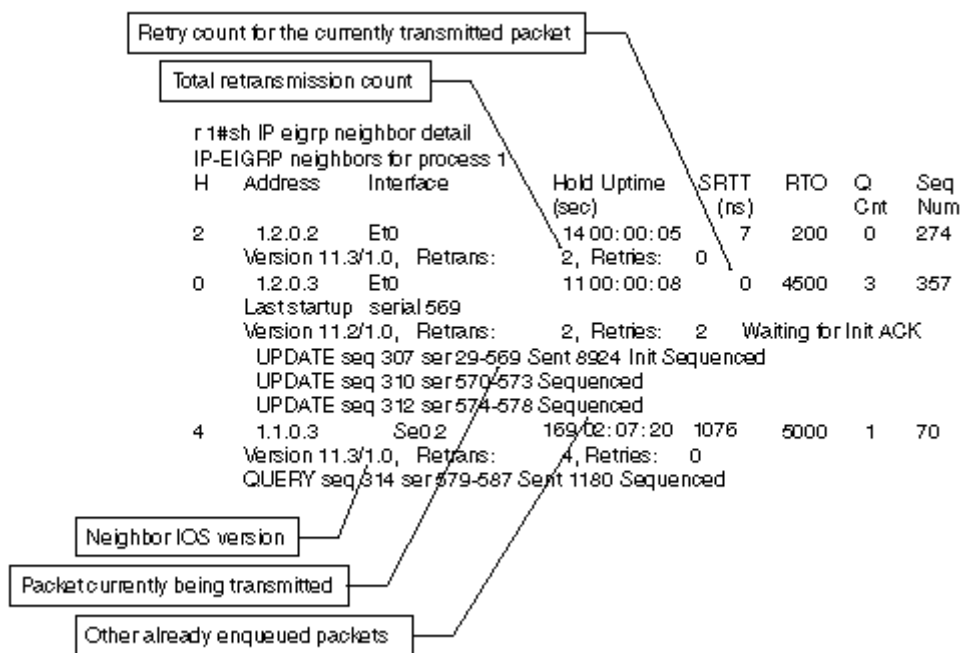 Retry count for the currently transmitted packet
Total retransmission count
r 1#sh IP eigrp neighbor detail
IP-EIGRP neighbors for process 1
H Address Interface Hold Uptime SRTT RTO Q Seq
(sec) (ns) Cnt Num
2 1.2.0.2 Et0 14 00:00:05 7 200 0 274
Version 11.3/1.0, Retrans: 2, Retries: 0
0 1.2.0.3 Et0 11 00:00:08 0 4500 3 357
Last startup serial 569
Version 11.2/1.0, Retrans: 2, Retries: 2 Waiting for Init ACK
UPDATE seq 307 ser 29-569 Sent 8924 Init Sequenced
UPDATE seq 310 ser 570-573 Sequenced
UPDATE seq 312 ser 574-578 Sequenced
4 1.1.0.3 Se0.2 169/02:07:20 1076 5000 1 70
Version 11.3/1.0, Retrans: 4, Retries: 0
QUERY seq 314 ser 579-587 Sent 1180 Sequenced
Neighbor IOS version
Packet currently being transmitted
Other already enqueued packets